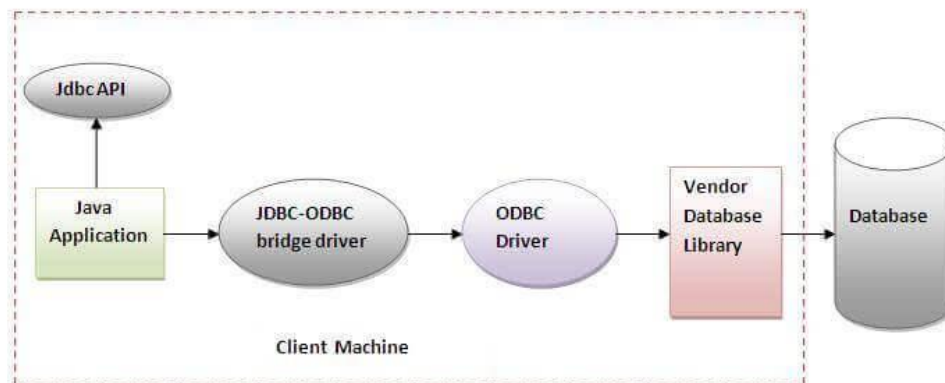 Jdbc API
Java
Application
JDBC-ODBC
bridge driver
ODBC
Driver
Vendor
Database
Library
Database
Client Machine